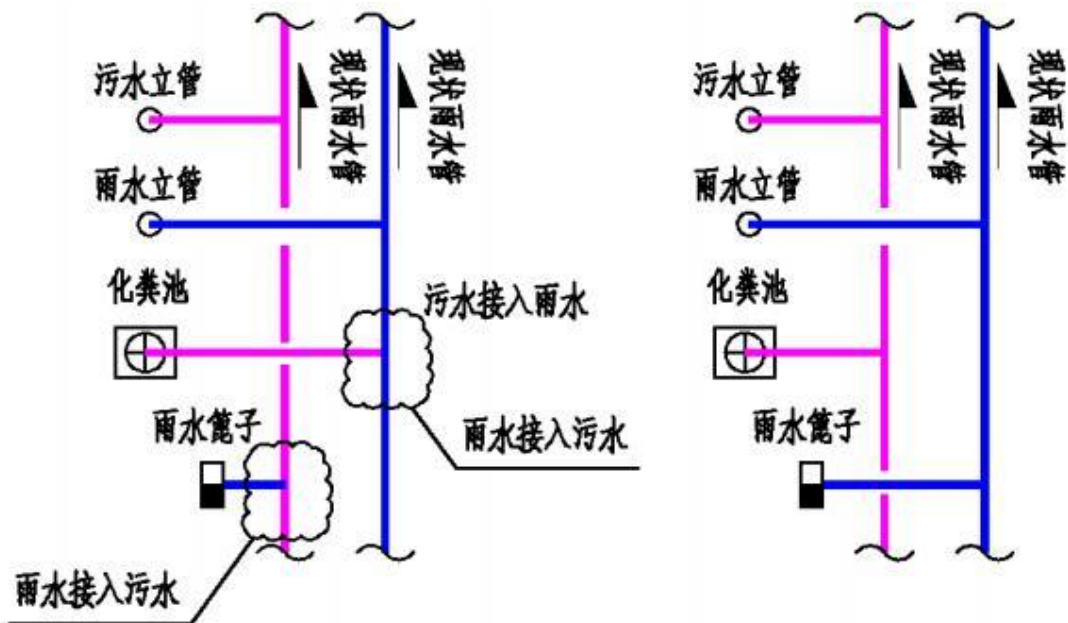 污水立管
现状雨水管
现状雨水管
雨水立管
化粪池
污水接入雨水
雨水篦子
雨水接入污水
雨水接入污水
污水立管
现状雨水管
现状雨水管
雨水立管
化粪池
雨水篦子